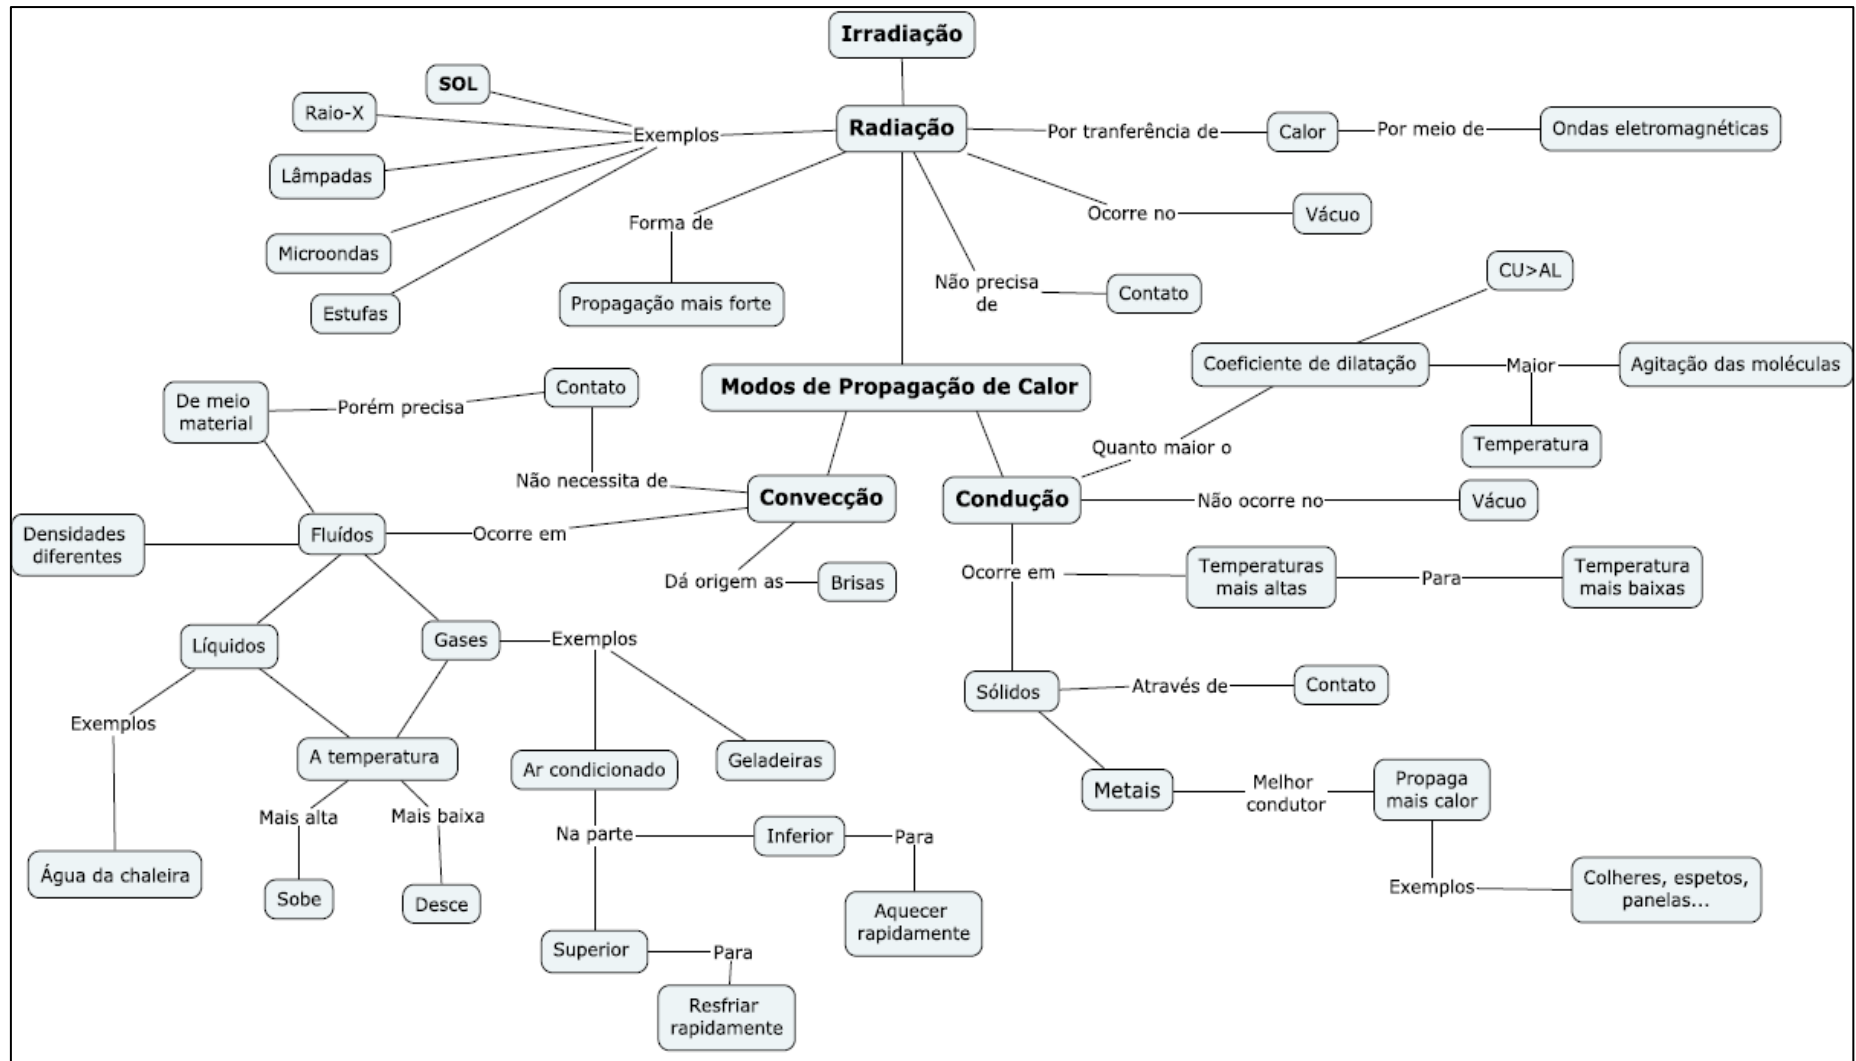 Irradiação
SOL
Raio-X
Exemplos
Radiação
Por tranferência de
Calor
Por meio de
Ondas eletromagnéticas
Lâmpadas
Microondas
Estufas
Forma de
Propagação mais forte
Não precisa
de
Contato
Ocorre no
Vácuo
CU>AL
Coeficiente de dilatação
Maior
Agitação das moléculas
Temperatura
Quanto maior o
Modos de Propagação de Calor
De meio
material
Porém precisa
Contato
Não necessita de
Convecção
Condução
Não ocorre no
Vácuo
Densidades
diferentes
Fluídos
Ocorre em
Dá origem as
Brisas
Ocorre em
Temperaturas
mais altas
Para
Temperatura
mais baixas
Líquidos
Gases
Exemplos
Sólidos
Através de
Contato
Exemplos
A temperatura
Ar condicionado
Geladeiras
Metais
Melhor
condutor
Propaga
mais calor
Mais alta
Mais baixa
Na parte
Inferior
Para
Água da chaleira
Sobe
Desce
Aquecer
rapidamente
Exemplos
Colheres, espetos,
panelas...
Superior
Para
Resfriar
rapidamente